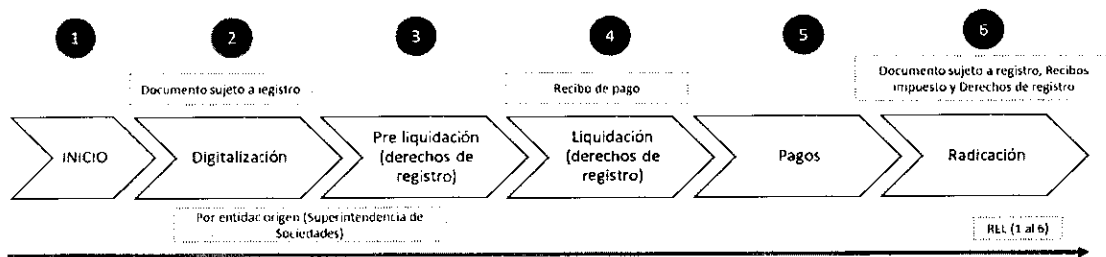 1
2
3
4
5
6
Documento sujeto a registro
Recibo de pago
Documento sujeto a registro, Recibos
impuesto y Derechos de registro
INICIO
Digitalización
Pre liquidación
(derechos de
registro)
Liquidación
(derechos de
registro)
Pagos
Radicación
Por entidad origen (Superintendencia de
Sociedades)
REL (1 al 6)